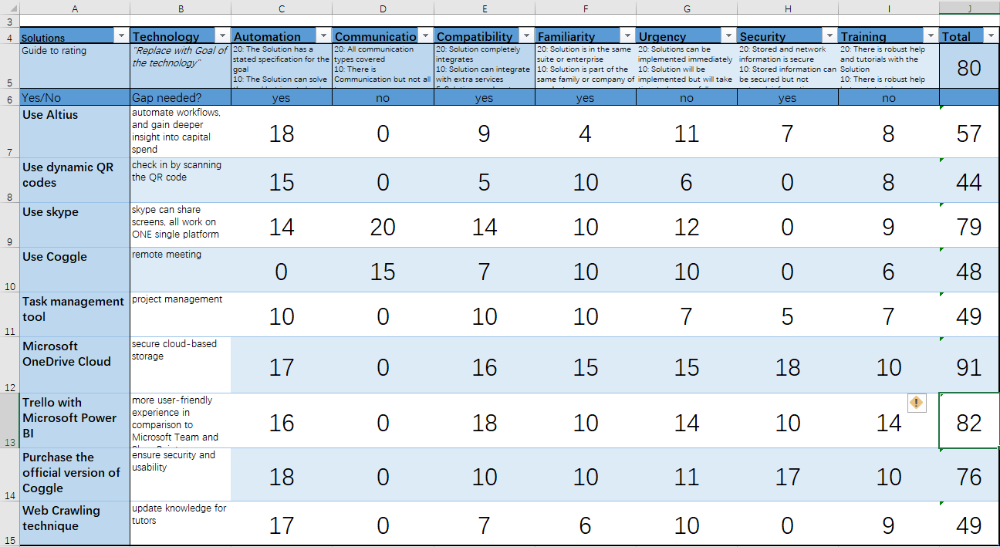 A B C D E F G H I J
3
4 Solutions Technology Automation Communicatio Compatibility Familiarity Urgency Security Training Total
5 Guide to rating
"Replace with Goal of
the technology"
20: The Solution has a
stated specification for the
goal
10: The Solution can solve
20: All communication
types covered
10: There is
Communication but not all
20: Solution completely
integrates
10: Solution can integrate
with extra services
20: Solution is in the same
suite or enterprise
10: Solution is part of the
same family or company of
20: Solutions can be
implemented immediately
10: Solution will be
implemented but will take
20: Stored and network
information is secure
10: Stored information can
be secured but not
20: There is robust help
and tutorials with the
Solution
10: There is robust help
80
6 Yes/No Gap needed? yes no yes yes no yes no
7 Use Altius
automate workflows,
and gain deeper
insight into capital
spend
18 0 9 4 11 7 8 57
8 Use dynamic QR
codes
check in by scanning
the QR code
15 0 5 10 6 0 8 44
9 Use skype
skype can share
screens, all work on
ONE single platform
14 20 14 10 12 0 9 79
10 Use Coggle
remote meeting
0 15 7 10 10 0 6 48
11 Task management
tool
project management
10 0 10 10 7 5 7 49
12 Microsoft
OneDrive Cloud
secure cloud-based
storage
17 0 16 15 15 18 10 91
13 Trello with
Microsoft Power
BI
more user-friendly
experience in
comparison to
Microsoft Team and
16 0 18 10 14 10 14 82
14 Purchase the
official version of
Coggle
ensure security and
usability
18 0 10 10 11 17 10 76
15 Web Crawling
technique
update knowledge for
tutors
17 0 7 6 10 0 9 49